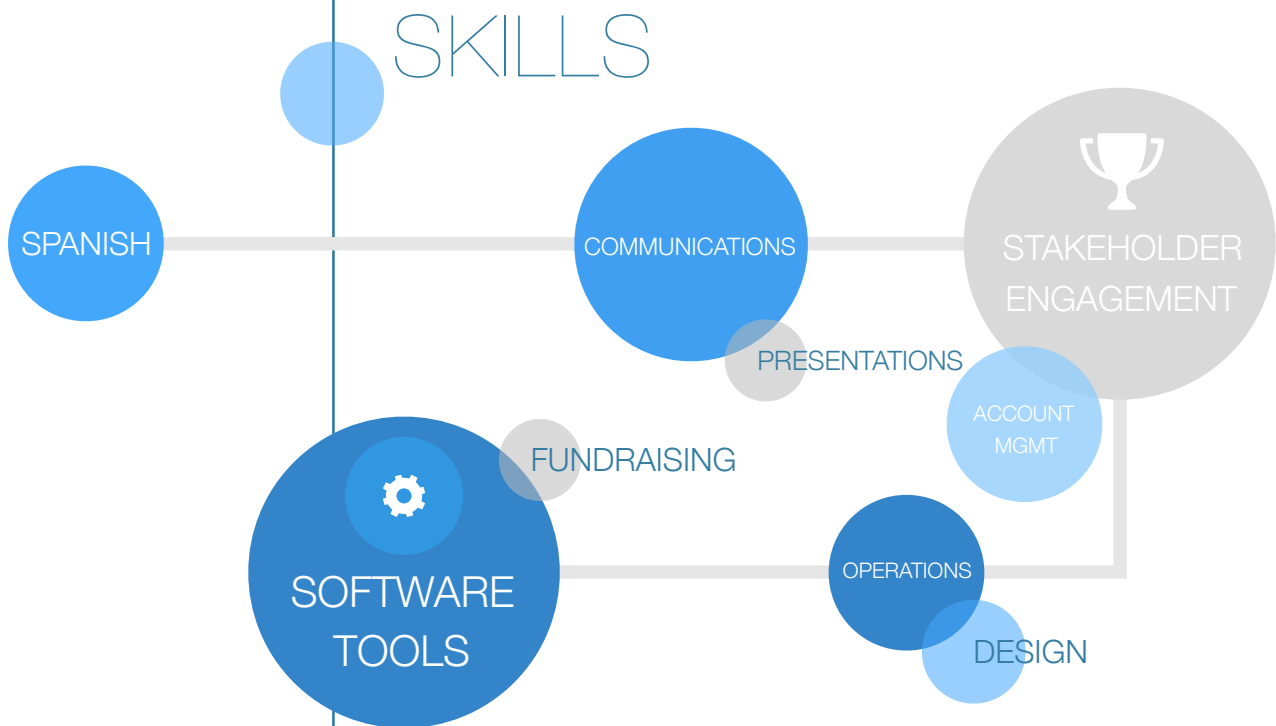 SKILLS
SPANISH
COMMUNICATIONS
STAKEHOLDER
ENGAGEMENT
PRESENTATIONS
ACCOUNT
MGMT
FUNDRAISING
SOFTWARE
TOOLS
OPERATIONS
DESIGN